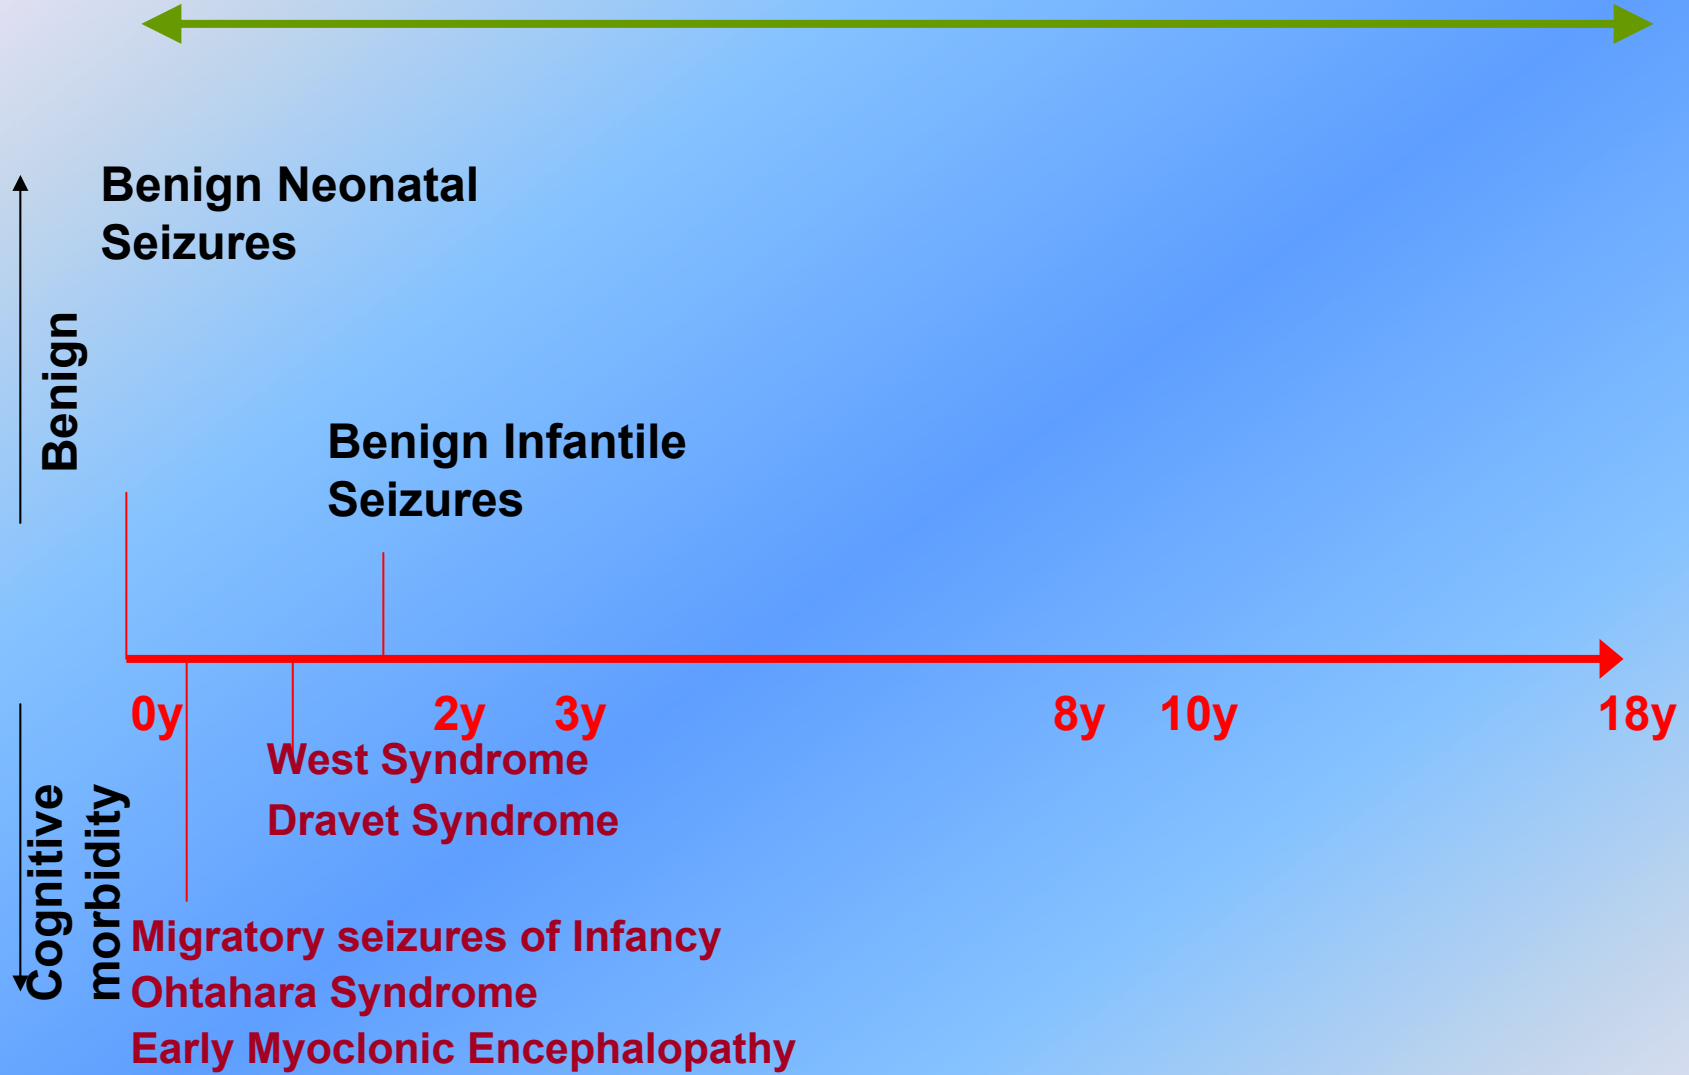 Benign Neonatal
Seizures
Benign
Benign Infantile
Seizures
0y 2y 3y 8y 10y 18y
West Syndrome
Dravet Syndrome
Cognitive
morbidity
Migratory seizures of Infancy
Ohtahara Syndrome
Early Myoclonic Encephalopathy